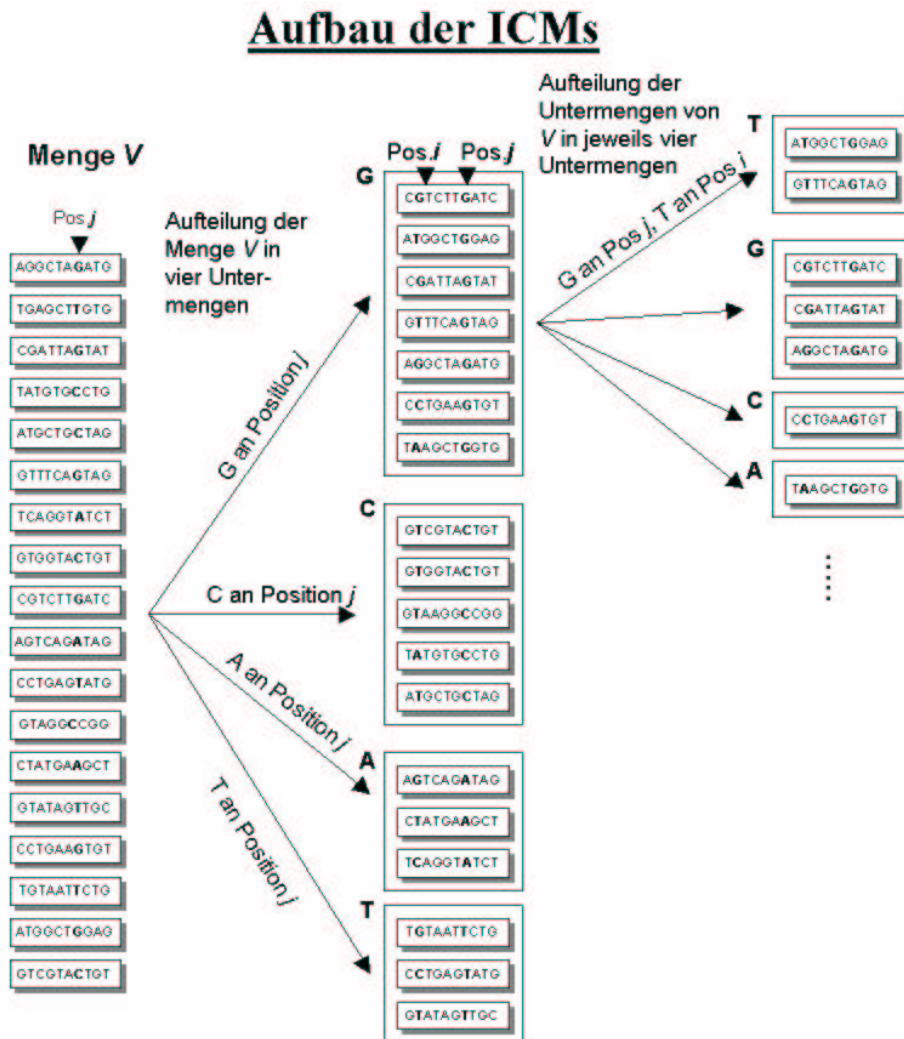 Aufbau der ICMs
Menge V
Pos.j
AGGCTAGATG
TGAGCTTGTG
CGATTAGTAT
TATGTGCCTG
ATGCTGCTAG
GTTTCAGTAG
TCAGGTATCT
GTGGTACTGT
CGTCTTGATC
AGTCAGATAG
CCTGAGTATG
GTAGGCCGG
CTATGAAGCT
GTATAGTTGC
CCTGAAGTGT
TGTAATTCTG
ATGGCTGGAG
GTCGTACTGT
Aufteilung der
Menge V in
vier Unter-
mengen
G an Position j
C an Position j
A an Position j
T an Position j
Pos.i Pos.j
G
CGTCTTGATC
ATGGCTGGAG
CGATTAGTAT
GTTTCAGTAG
AGGCTAGATG
CCTGAAGTGT
TAAGCTGGTG
C
GTCGTACTGT
GTGGTACTGT
GTAAGGCCGG
TATGTGCCTG
ATGCTGCTAG
A
AGTCAGATAG
CTATGAAGCT
TCAGGTATCT
T
TGTAATTCTG
CCTGAGTATG
GTATAGTTGC
Aufteilung der
Untermengen von
V in jeweils vier
Untermengen
G an Pos j, T an Pos i
T
ATGGCTGGAG
GTTTCAGTAG
G
CGTCTTGATC
CGATTAGTAT
AGGCTAGATG
C
CCTGAAGTGT
A
TAAGCTGGTG